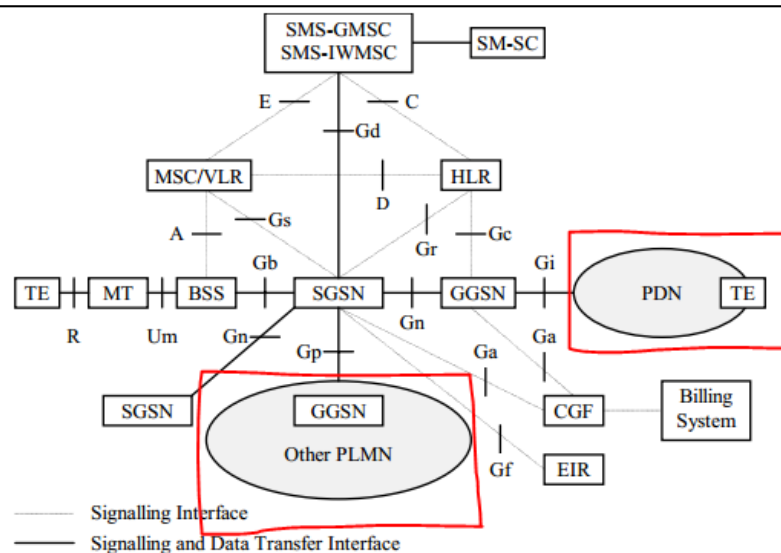 SMS-GMSC
SMS-IWMSC
SM-SC
E
C
Gd
MSC/VLR
HLR
D
A
Gs
Gr
Gc
Gb
Gi
TE
MT
BSS
SGSN
GGSN
PDN
TE
R
Um
Gn
Gn
Gp
Ga
Ga
SGSN
GGSN
CGF
Billing
System
Other PLMN
Gf
EIR
Signalling Interface
Signalling and Data Transfer Interface